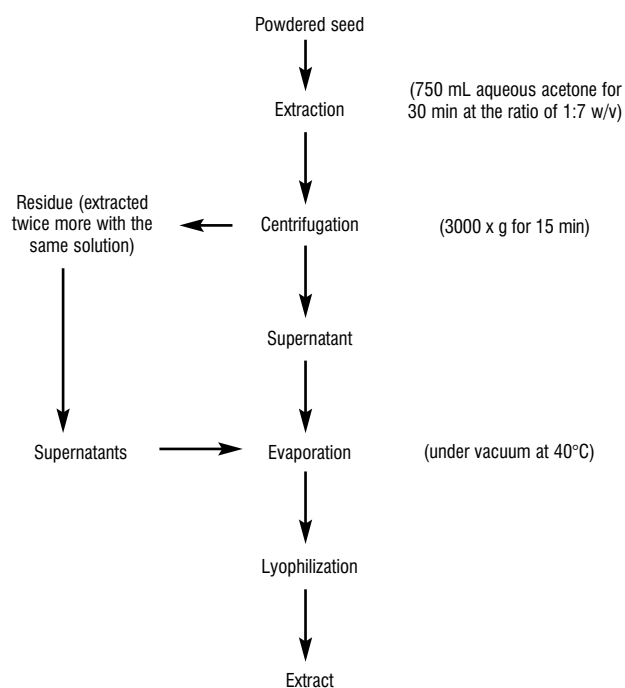 Powdered seed
Extraction
(750 mL aqueous acetone for
30 min at the ratio of 1:7 w/v)
Residue (extracted
twice more with the
same solution)
Centrifugation
(3000 x g for 15 min)
Supernatant
Supernatants
Evaporation
(under vacuum at 40°C)
Lyophilization
Extract